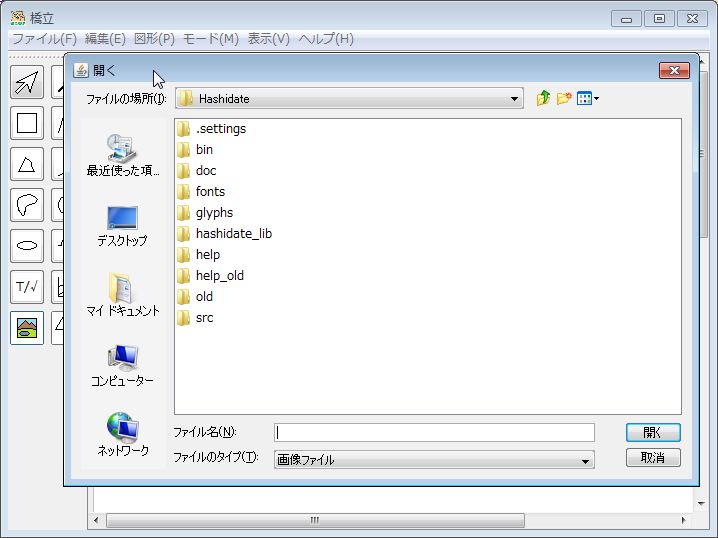 橋立
ファイル(F) 編集(E) 図形(P) モード(M) 表示(V) ヘルプ(H)
開く
ファイルの場所(I):
Hashidate
.settings
bin
doc
fonts
glyphs
hashidate_lib
help
help_old
old
src
最近使った項...
デスクトップ
マイ ドキュメント
コンピューター
ネットワーク
T/√
ファイル名(N):
開く
ファイルのタイプ(T):
画像ファイル
取消